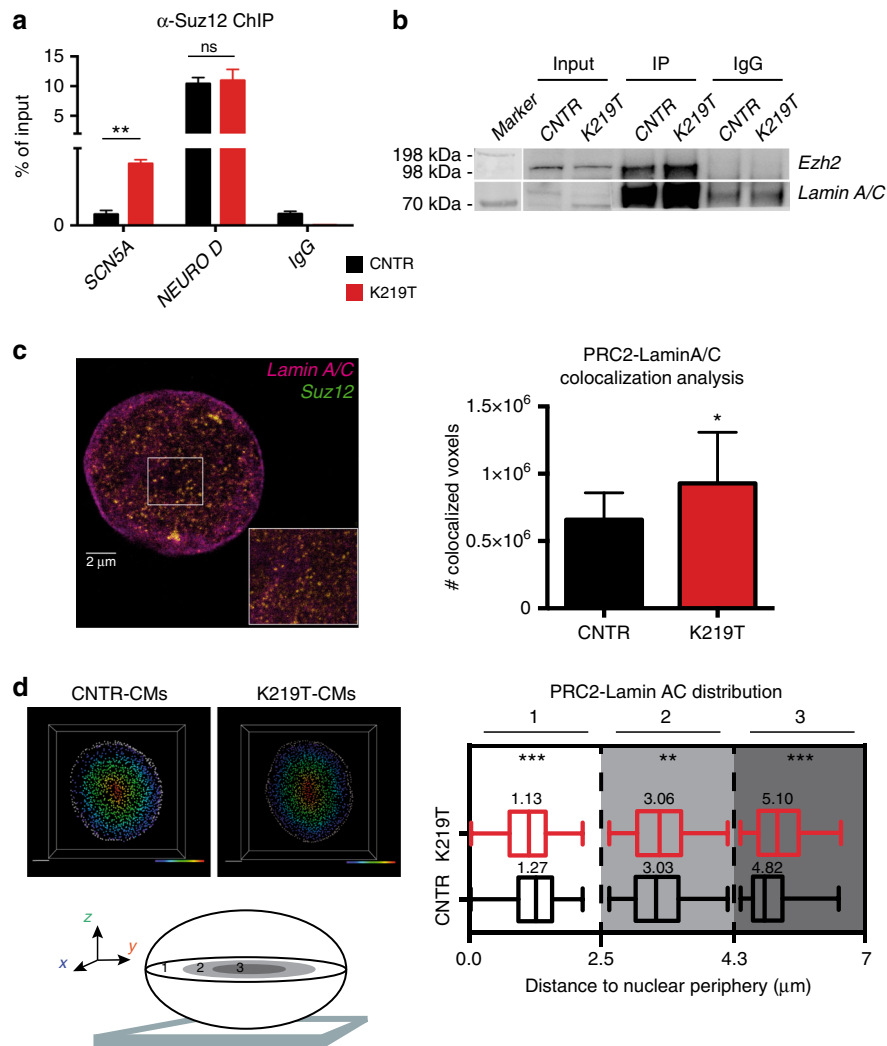 a
α-Suz12 ChIP
% of input
15
10
5
0
**
ns
SCN5A
NEURO D
IgG
CNTR
K219T
b
Input
IP
IgG
Marker
CNTR
K219T
CNTR
K219T
CNTR
K219T
198 kDa -
98 kDa -
70 kDa -
Ezh2
Lamin A/C
c
Lamin A/C
Suz12
2 μm
PRC2-LaminA/C
colocalization analysis
# colocalized voxels
1.5×10⁶
1×10⁶
0.5×10⁶
0
*
CNTR
K219T
d
CNTR-CMs
K219T-CMs
z
x
y
1
2
3
PRC2-Lamin AC distribution
1
2
3
***
**
***
K219T
1.13
3.06
5.10
CNTR
1.27
3.03
4.82
0.0
2.5
4.3
7
Distance to nuclear periphery (μm)